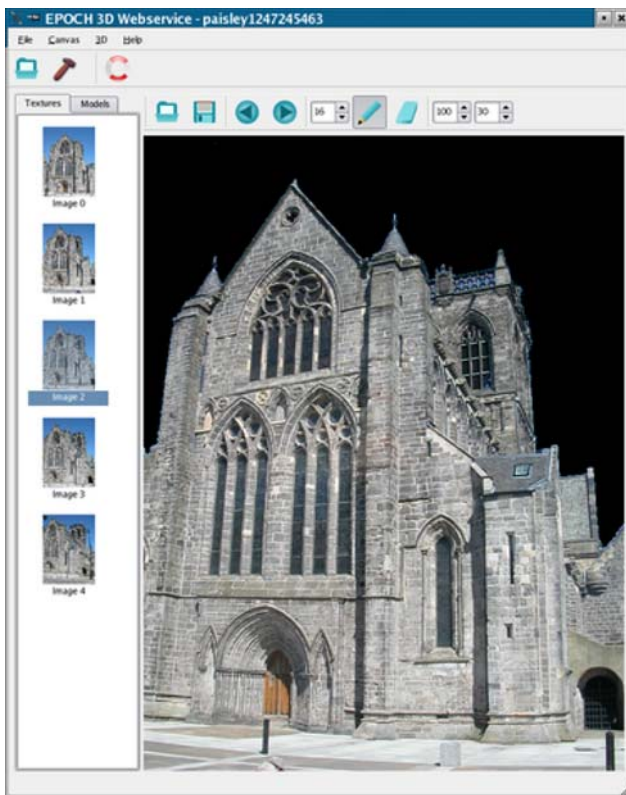 EPOCH 3D Webservice - paisley1247245463
File Canvas 3D Help
Textures Models
16 100 30
Image 0
Image 1
Image 2
Image 3
Image 4